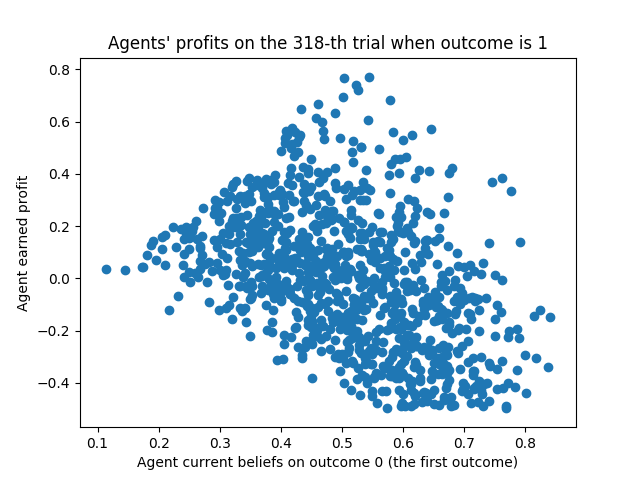 Agents' profits on the 318-th trial when outcome is 1
0.8
0.6
0.4
0.2
0.0
−0.2
−0.4
Agent earned profit
0.1 0.2 0.3 0.4 0.5 0.6 0.7 0.8
Agent current beliefs on outcome 0 (the first outcome)